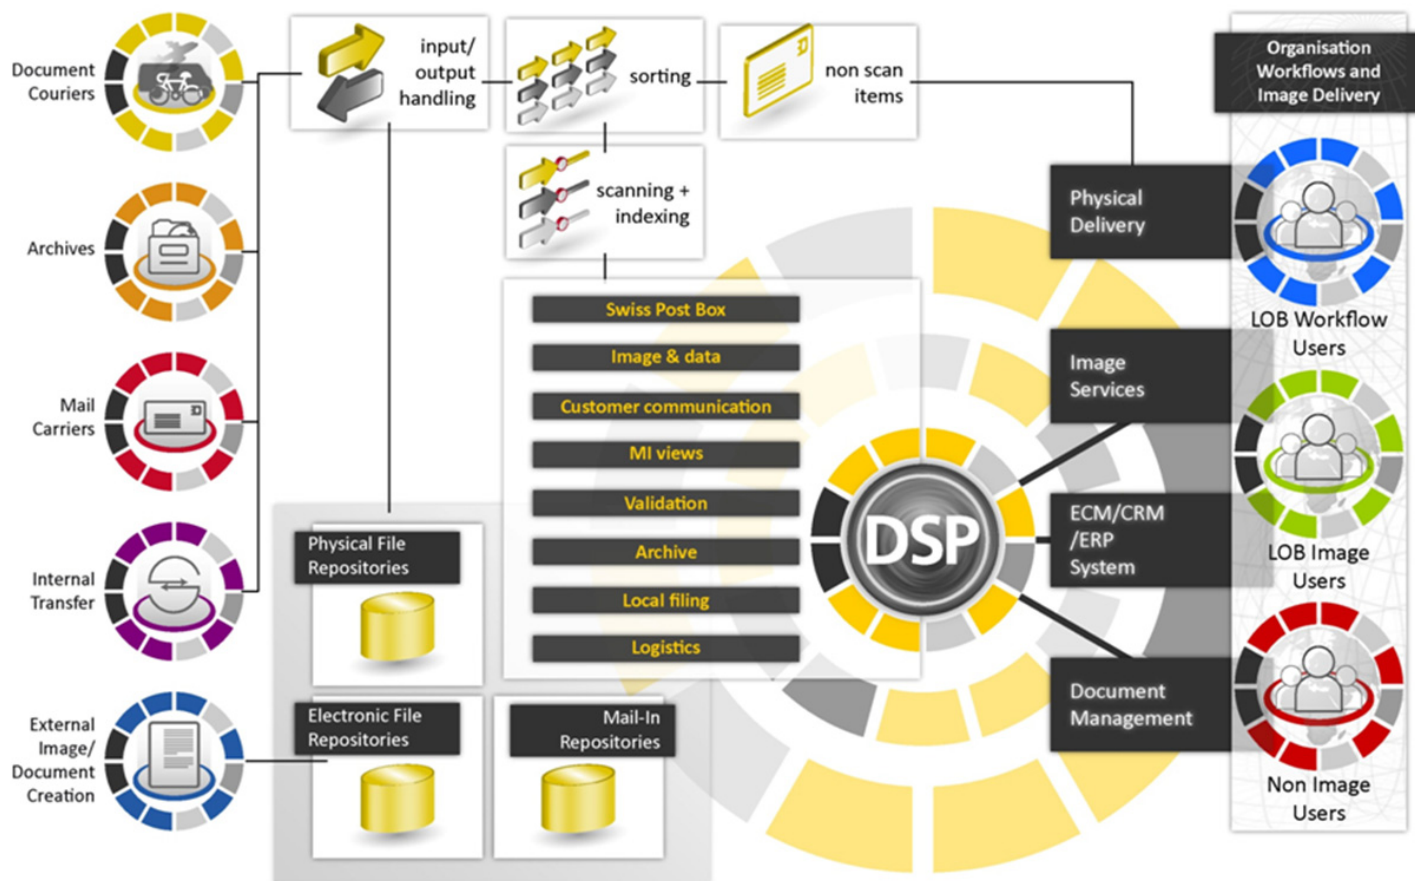 Document
Couriers
input/
output
handling
sorting
non scan
items
Organisation
Workflows and
Image Delivery
Archives
scanning +
indexing
Physical
Delivery
LOB Workflow
Users
Mail
Carriers
Swiss Post Box
Image & data
Customer communication
MI views
Validation
Archive
Local filing
Logistics
Image
Services
DSP
ECM/CRM
/ERP
System
LOB Image
Users
Internal
Transfer
Physical File
Repositories
Document
Management
External
Image/
Document
Creation
Electronic File
Repositories
Mail-In
Repositories
Non Image
Users